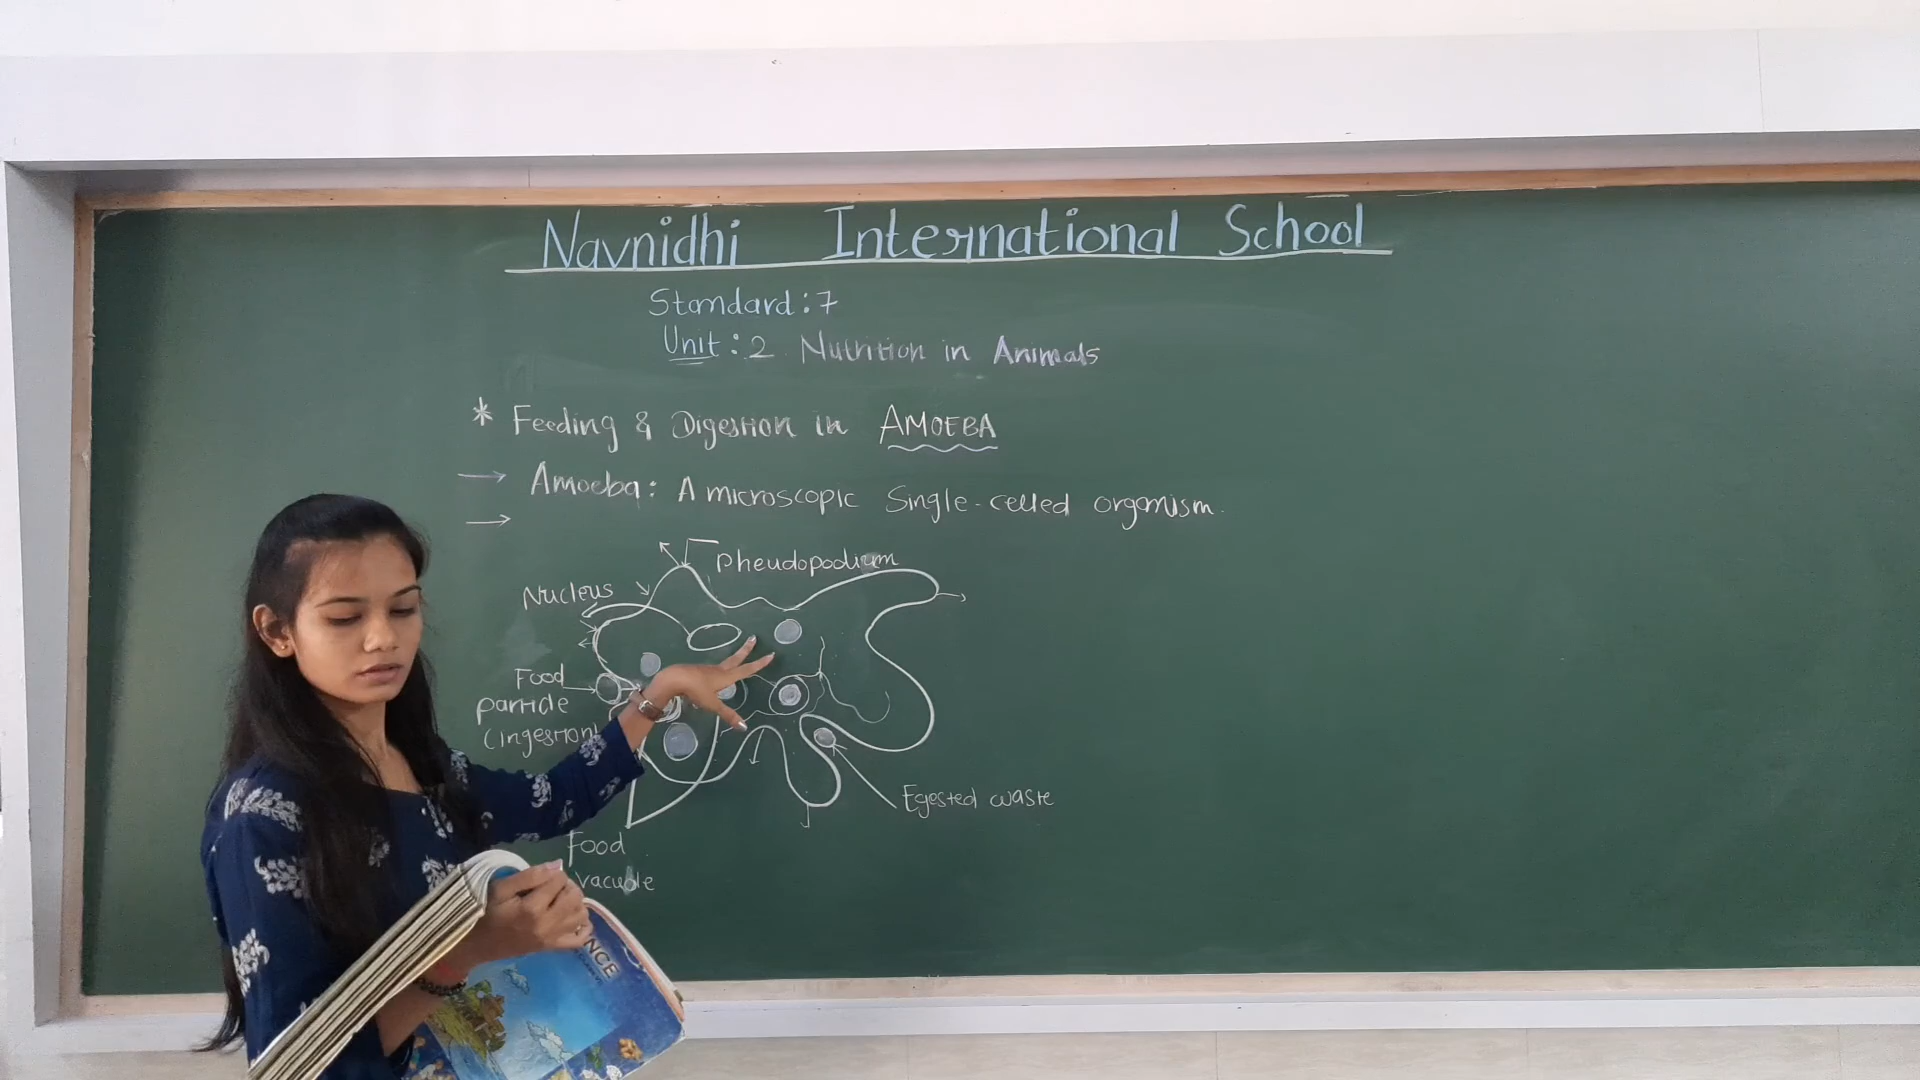 Navnidhi International School
Standard : 7
Unit : 2 Nutrition in Animals
* Feeding & Digestion in AMOEBA
→ Amoeba : A microscopic Single-celled organism.
→
Pheudopodium
Nucleus
Food
particle
(ingestion)
Egested waste
Food
vacuole
NCE